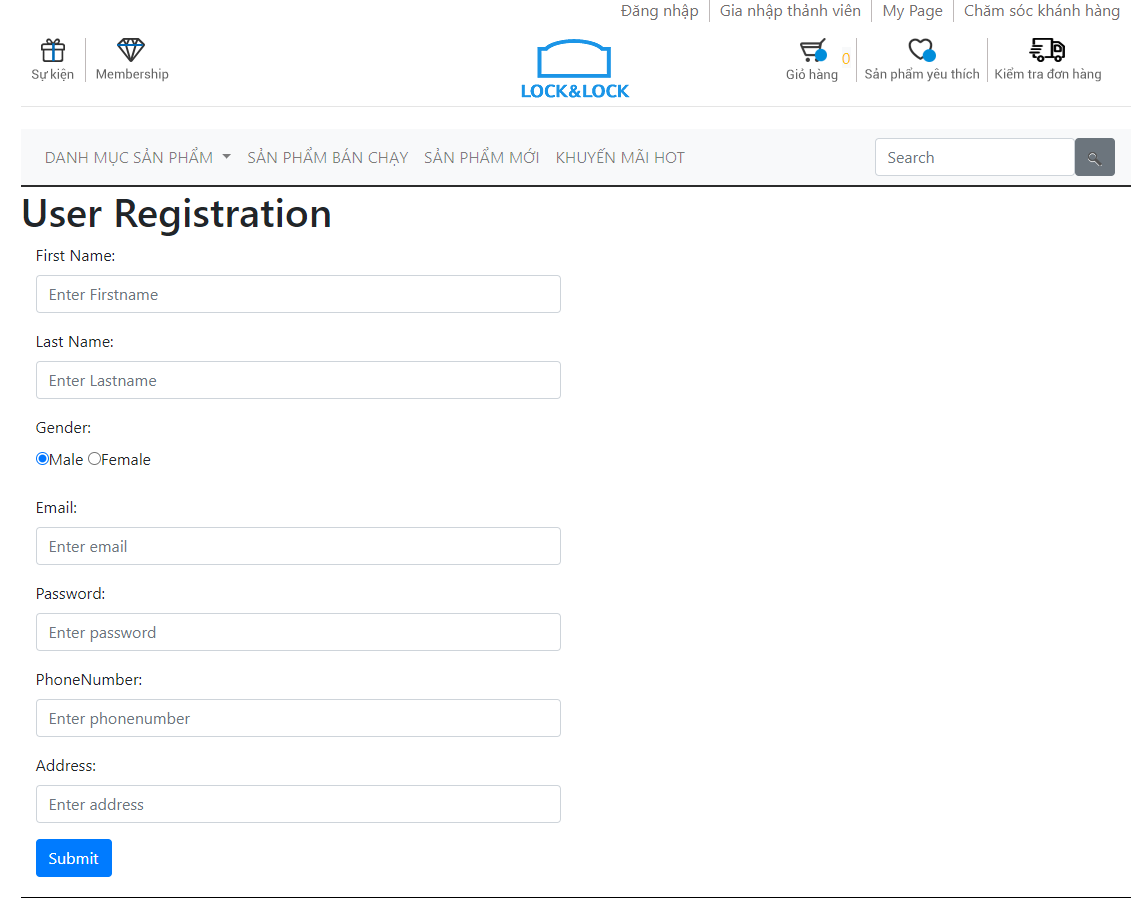 Đăng nhập Gia nhập thành viên My Page Chăm sóc khánh hàng
Sự kiện Membership LOCK&LOCK Giỏ hàng 0 Sản phẩm yêu thích Kiểm tra đơn hàng
DANH MỤC SẢN PHẨM SẢN PHẨM BÁN CHẠY SẢN PHẨM MỚI KHUYẾN MÃI HOT Search
User Registration
First Name:
Enter Firstname
Last Name:
Enter Lastname
Gender:
Male Female
Email:
Enter email
Password:
Enter password
PhoneNumber:
Enter phonenumber
Address:
Enter address
Submit